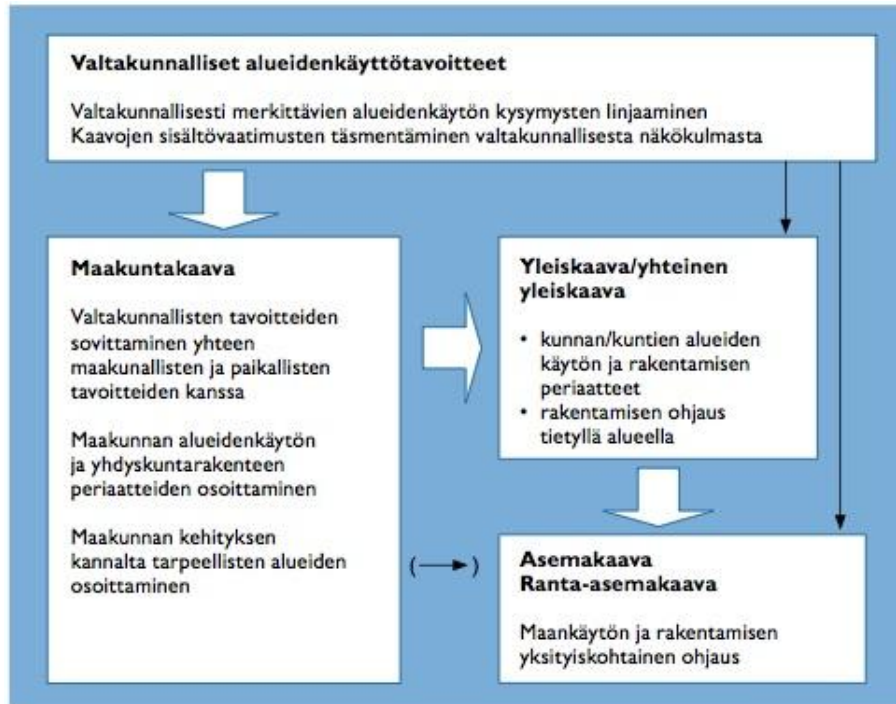 Valtakunnalliset alueidenkäyttötavoitteet
Valtakunnallisesti merkittävien alueidenkäytön kysymysten linjaaminen
Kaavojen sisältövaatimusten täsmentäminen valtakunnallisesta näkökulmasta
Maakuntakaava
Valtakunnallisten tavoitteiden
sovittaminen yhteen
maakunallisten ja paikallisten
tavoitteiden kanssa
Maakunnan alueidenkäytön
ja yhdyskuntarakenteen
periaatteiden osoittaminen
Maakunnan kehityksen
kannalta tarpeellisten alueiden
osoittaminen
Yleiskaava/yhteinen
yleiskaava
• kunnan/kuntien alueiden
käytön ja rakentamisen
periaatteet
• rakentamisen ohjaus
tietyllä alueella
(→)
Asemakaava
Ranta-asemakaava
Maankäytön ja rakentamisen
yksityiskohtainen ohjaus